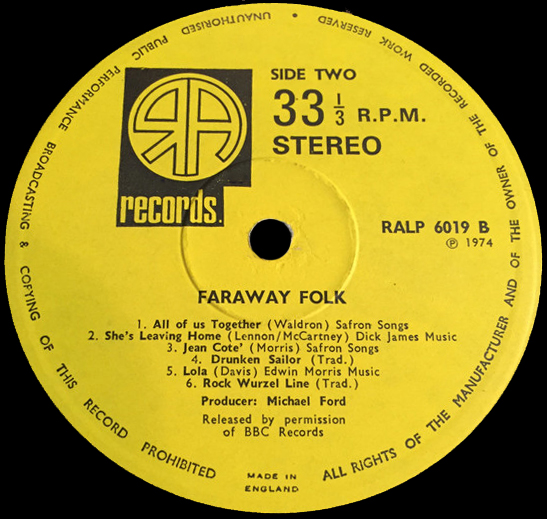 SIDE TWO
33 1/3 R.P.M.
STEREO
RA
records.
RALP 6019 B
℗ 1974
FARAWAY FOLK
1. All of us Together (Waldron) Safron Songs
2. She's Leaving Home (Lennon/McCartney) Dick James Music
3. Jean Cote' (Morris) Safron Songs
4. Drunken Sailor (Trad.)
5. Lola (Davis) Edwin Morris Music
6. Rock Wurzel Line (Trad.)
Producer: Michael Ford
Released by permission
of BBC Records
MADE IN
ENGLAND
ALL RIGHTS OF THE MANUFACTURER AND OF THE OWNER OF THE RECORDED WORK RESERVED • UNAUTHORISED PUBLIC PERFORMANCE BROADCASTING & COPYING OF THIS RECORD PROHIBITED